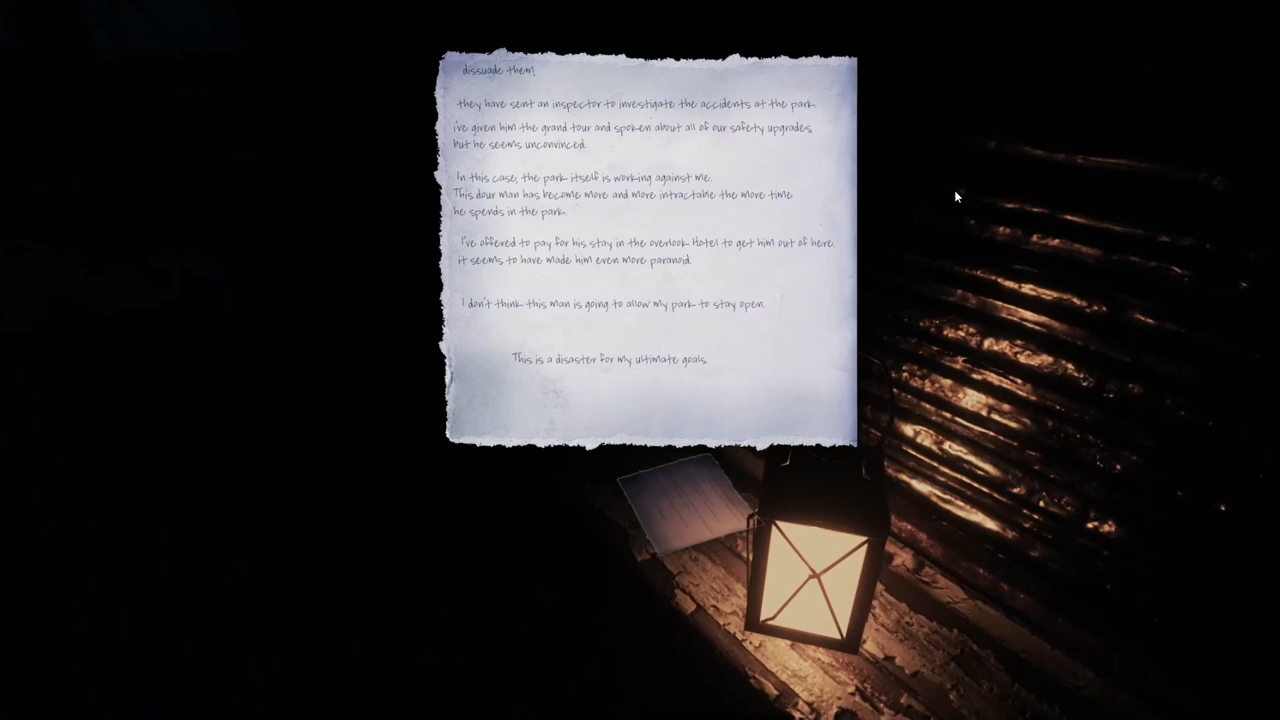 dissuade them,
they have sent an inspector to investigate the accidents at the park.
i've given him the grand tour and spoken about all of our safety upgrades,
but he seems unconvinced.
In this case, the park itself is working against me.
This dour man has become more and more intractable the more time
he spends in the park.
I've offered to pay for his stay in the overlook Hotel to get him out of here.
it seems to have made him even more paranoid.
I don't think this man is going to allow my park to stay open.
This is a disaster for my ultimate goals.